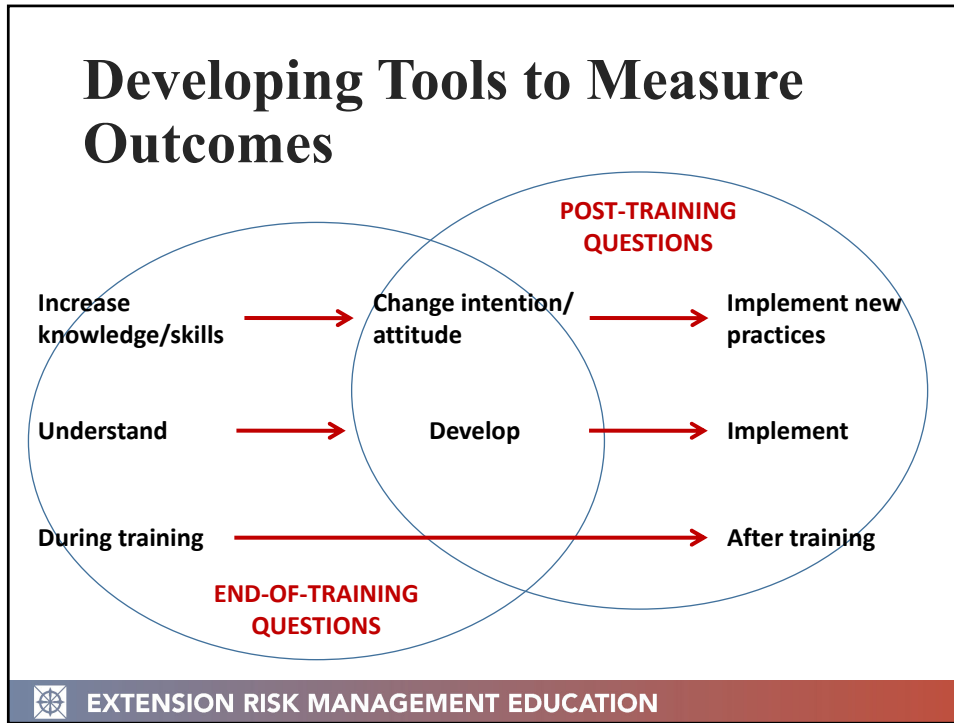 Developing Tools to Measure
Outcomes
POST-TRAINING
QUESTIONS
Increase
knowledge/skills
Change intention/
attitude
Implement new
practices
Understand
Develop
Implement
During training
After training
END-OF-TRAINING
QUESTIONS
EXTENSION RISK MANAGEMENT EDUCATION